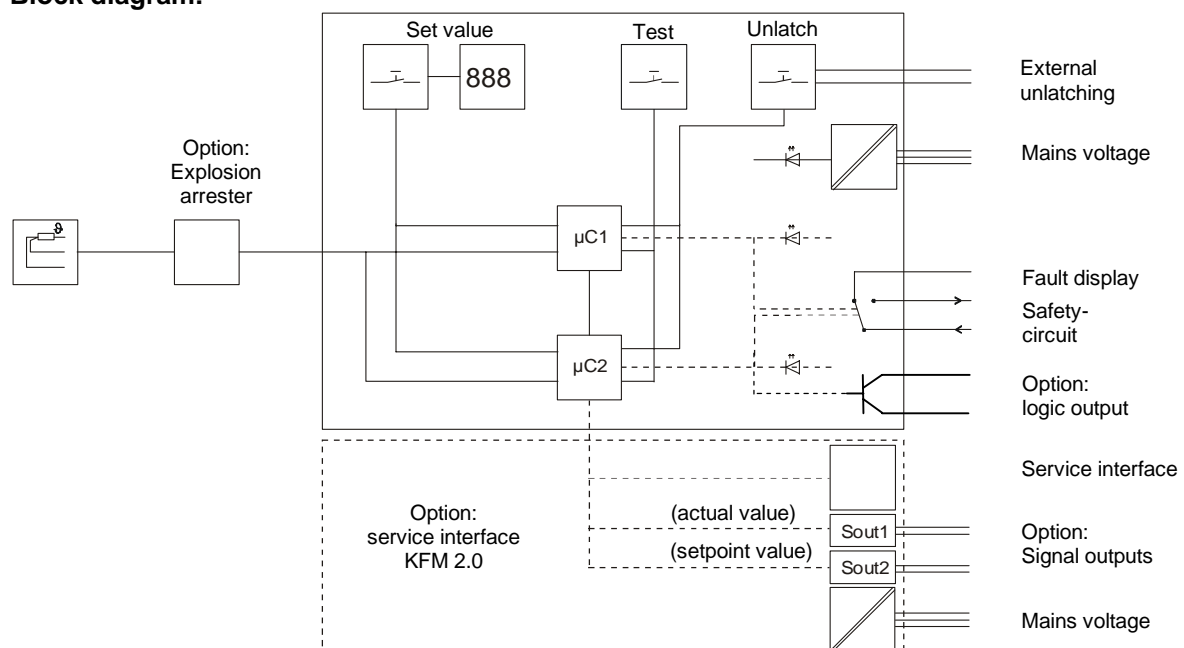 Block diagram:
Set value
Test
Unlatch
888
External
unlatching
Mains voltage
Option:
Explosion
arrester
ϑ
µC1
µC2
Fault display
Safety-
circuit
Option:
logic output
Service interface
Option:
service interface
KFM 2.0
(actual value)
(setpoint value)
Sout1
Sout2
Option:
Signal outputs
Mains voltage